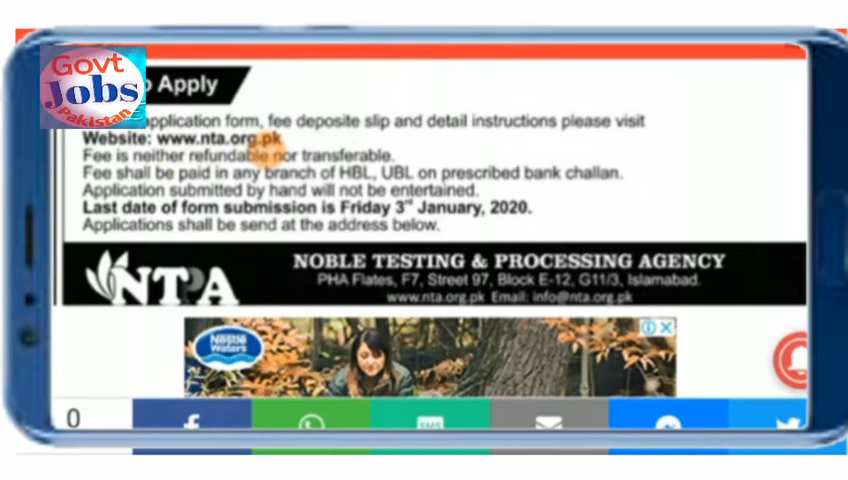 Govt
Jobs
Pakistan
Apply
application form, fee deposite slip and detail instructions please visit
Website: www.nta.org.pk
Fee is neither refundable nor transferable.
Fee shall be paid in any branch of HBL, UBL on prescribed bank challan.
Application submitted by hand will not be entertained.
Last date of form submission is Friday 3rd January, 2020.
Applications shall be send at the address below.
NTPA
NOBLE TESTING & PROCESSING AGENCY
PHA Flates, F7, Street 97, Block E-12, G11/3, Islamabad.
www.nta.org.pk Email: info@nta.org.pk
Nestlé
Waters
0
SMS